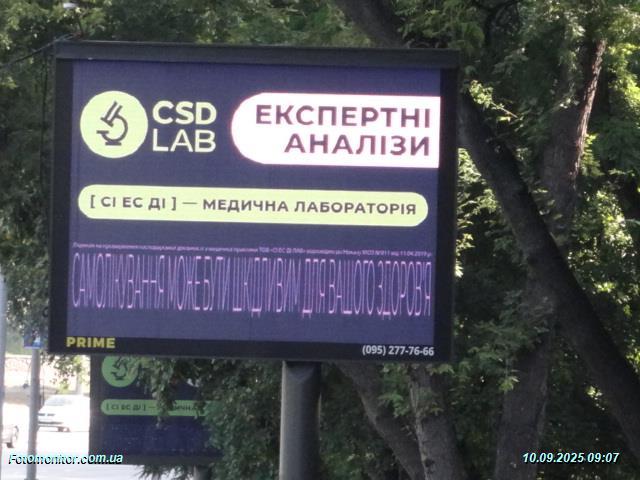 CSD
LAB
ЕКСПЕРТНІ
АНАЛІЗИ
[ СІ ЕС ДІ ] — МЕДИЧНА ЛАБОРАТОРІЯ
САМОЛІКУВАННЯ МОЖЕ БУТИ ШКІДЛИВИМ ДЛЯ ВАШОГО ЗДОРОВ'Я
PRIME
(095) 277-76-66
[ СІ ЕС ДІ ] — МЕДИЧНА
Fotomonitor.com.ua
10.09.2025 09:07